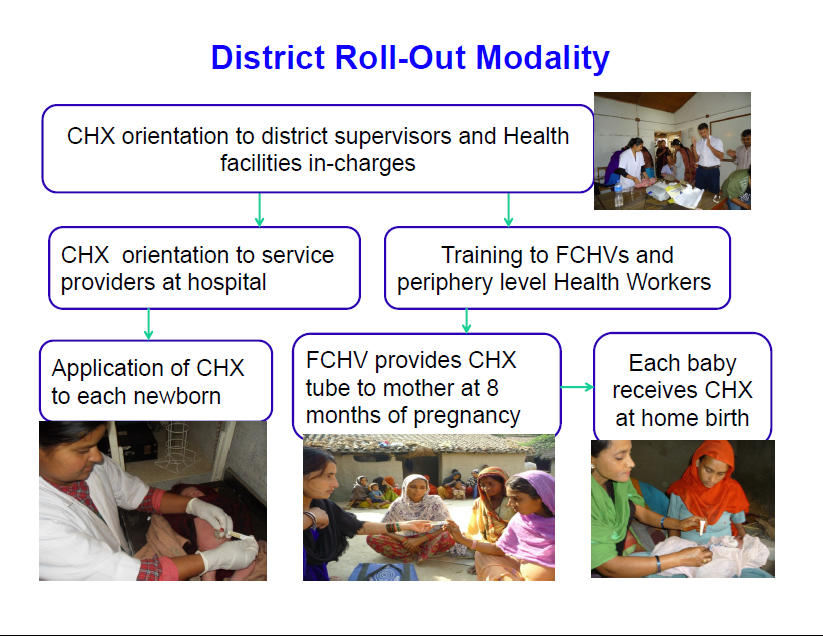 District Roll-Out Modality
CHX orientation to district supervisors and Health
facilities in-charges
CHX orientation to service
providers at hospital
Training to FCHVs and
periphery level Health Workers
Application of CHX
to each newborn
FCHV provides CHX
tube to mother at 8
months of pregnancy
Each baby
receives CHX
at home birth